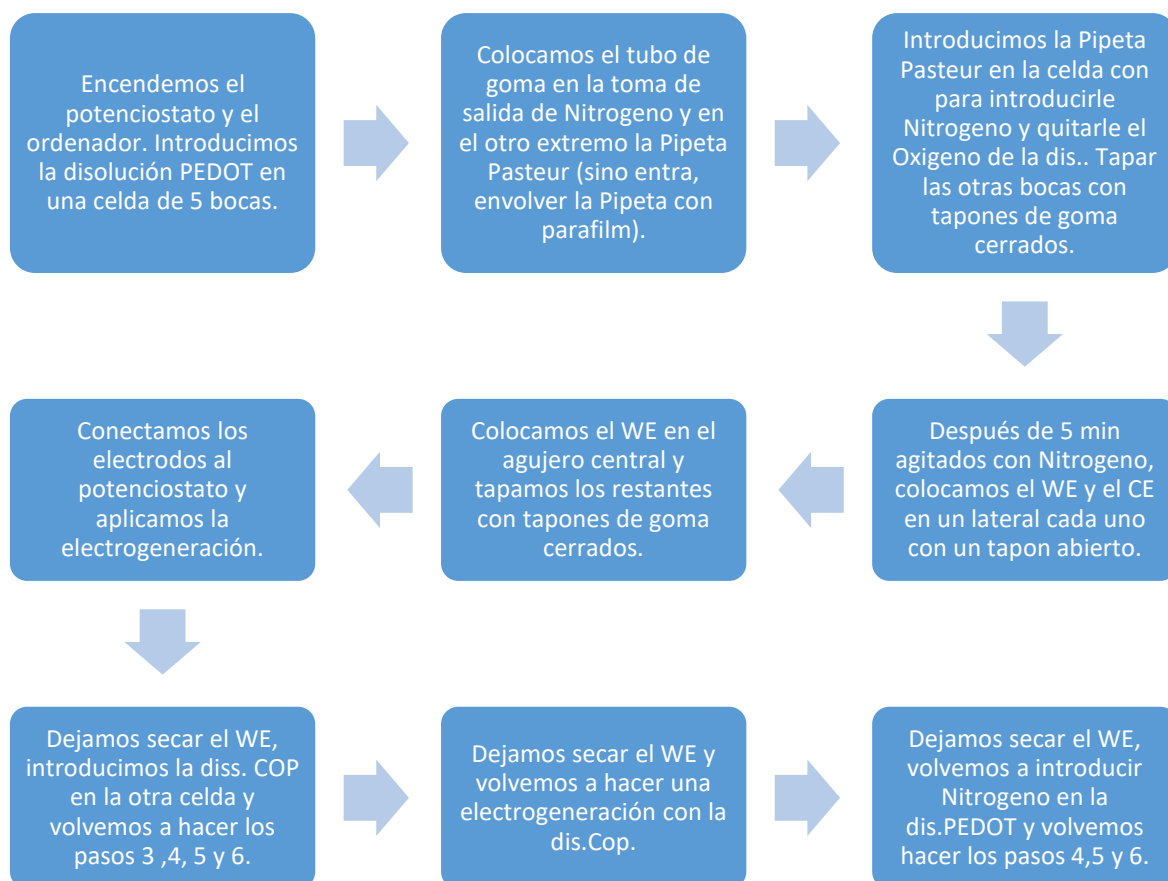 Encendemos el
potenciostato y el
ordenador. Introducimos
la disolución PEDOT en
una celda de 5 bocas.
Colocamos el tubo de
goma en la toma de
salida de Nitrogeno y en
el otro extremo la Pipeta
Pasteur (sino entra,
envolver la Pipeta con
parafilm).
Introducimos la Pipeta
Pasteur en la celda con
para introducirle
Nitrogeno y quitarle el
Oxigeno de la dis.. Tapar
las otras bocas con
tapones de goma
cerrados.
Después de 5 min
agitados con Nitrogeno,
colocamos el WE y el CE
en un lateral cada uno
con un tapon abierto.
Colocamos el WE en el
agujero central y
tapamos los restantes
con tapones de goma
cerrados.
Conectamos los
electrodos al
potenciostato y
aplicamos la
electrogeneración.
Dejamos secar el WE,
introducimos la diss. COP
en la otra celda y
volvemos a hacer los
pasos 3 ,4, 5 y 6.
Dejamos secar el WE y
volvemos a hacer una
electrogeneración con la
dis.Cop.
Dejamos secar el WE,
volvemos a introducir
Nitrogeno en la
dis.PEDOT y volvemos
hacer los pasos 4,5 y 6.